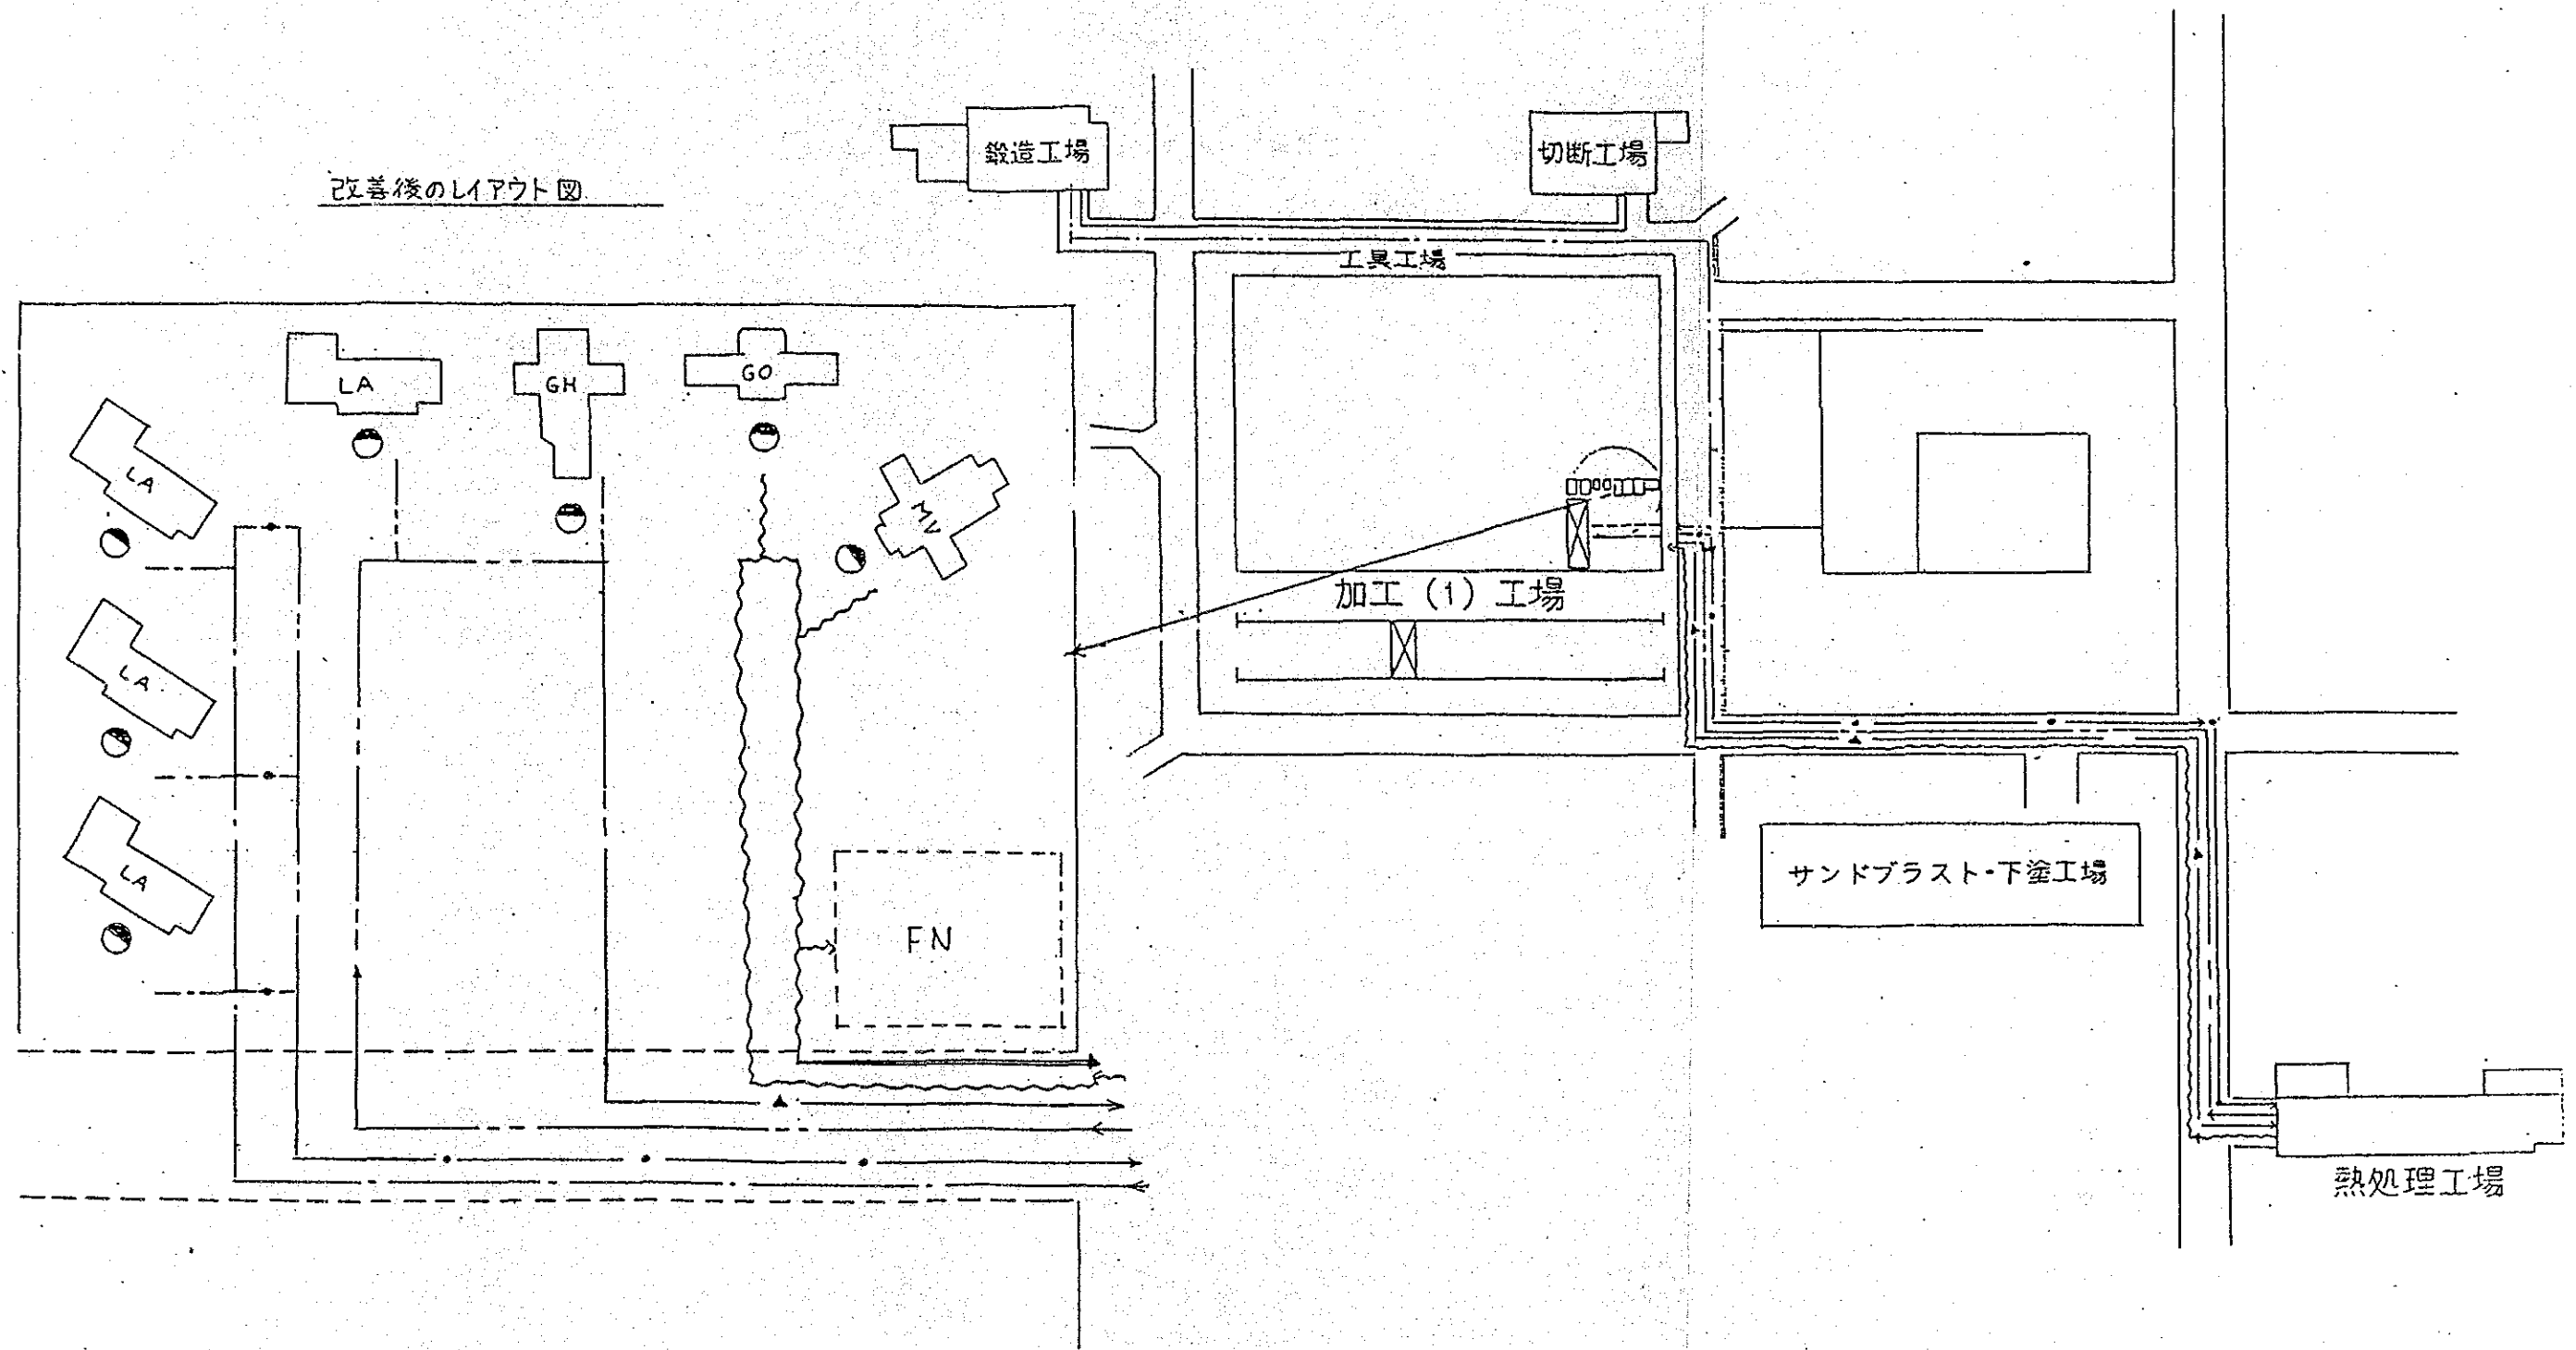 改善後のレイアウト図
鍛造工場
切断工場
工具工場
LA
GH
GO
LA
MV
加工(1)工場
LA
LA
FN
サンドブラスト・下塗工場
熱処理工場